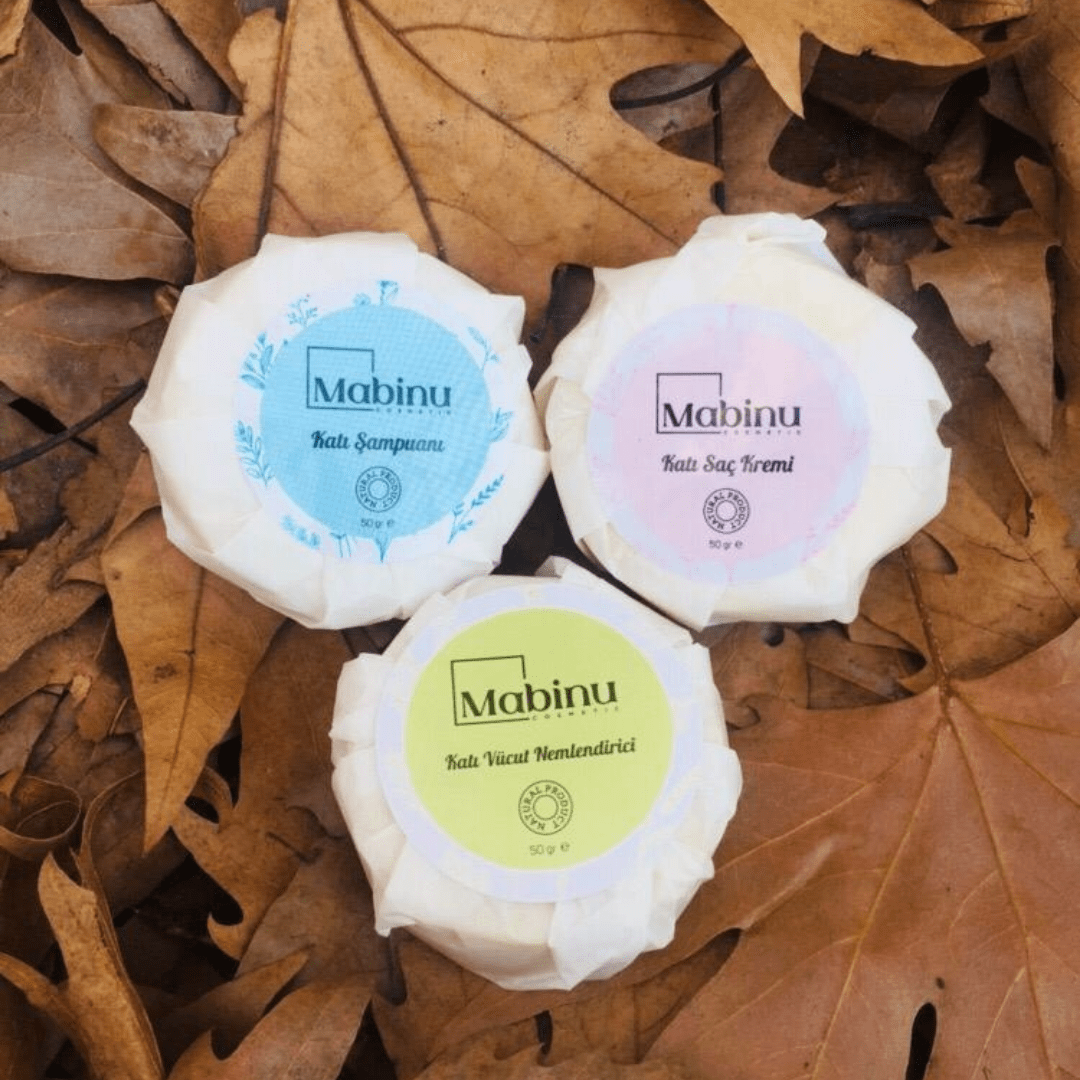 Mabinu
COSMETIC
Katı Şampuanı
NATURAL PRODUCT
50 gr ℮
Mabinu
COSMETIC
Katı Saç Kremi
NATURAL PRODUCT
50 gr ℮
Mabinu
COSMETIC
Katı Vücut Nemlendirici
NATURAL PRODUCT
50 gr ℮